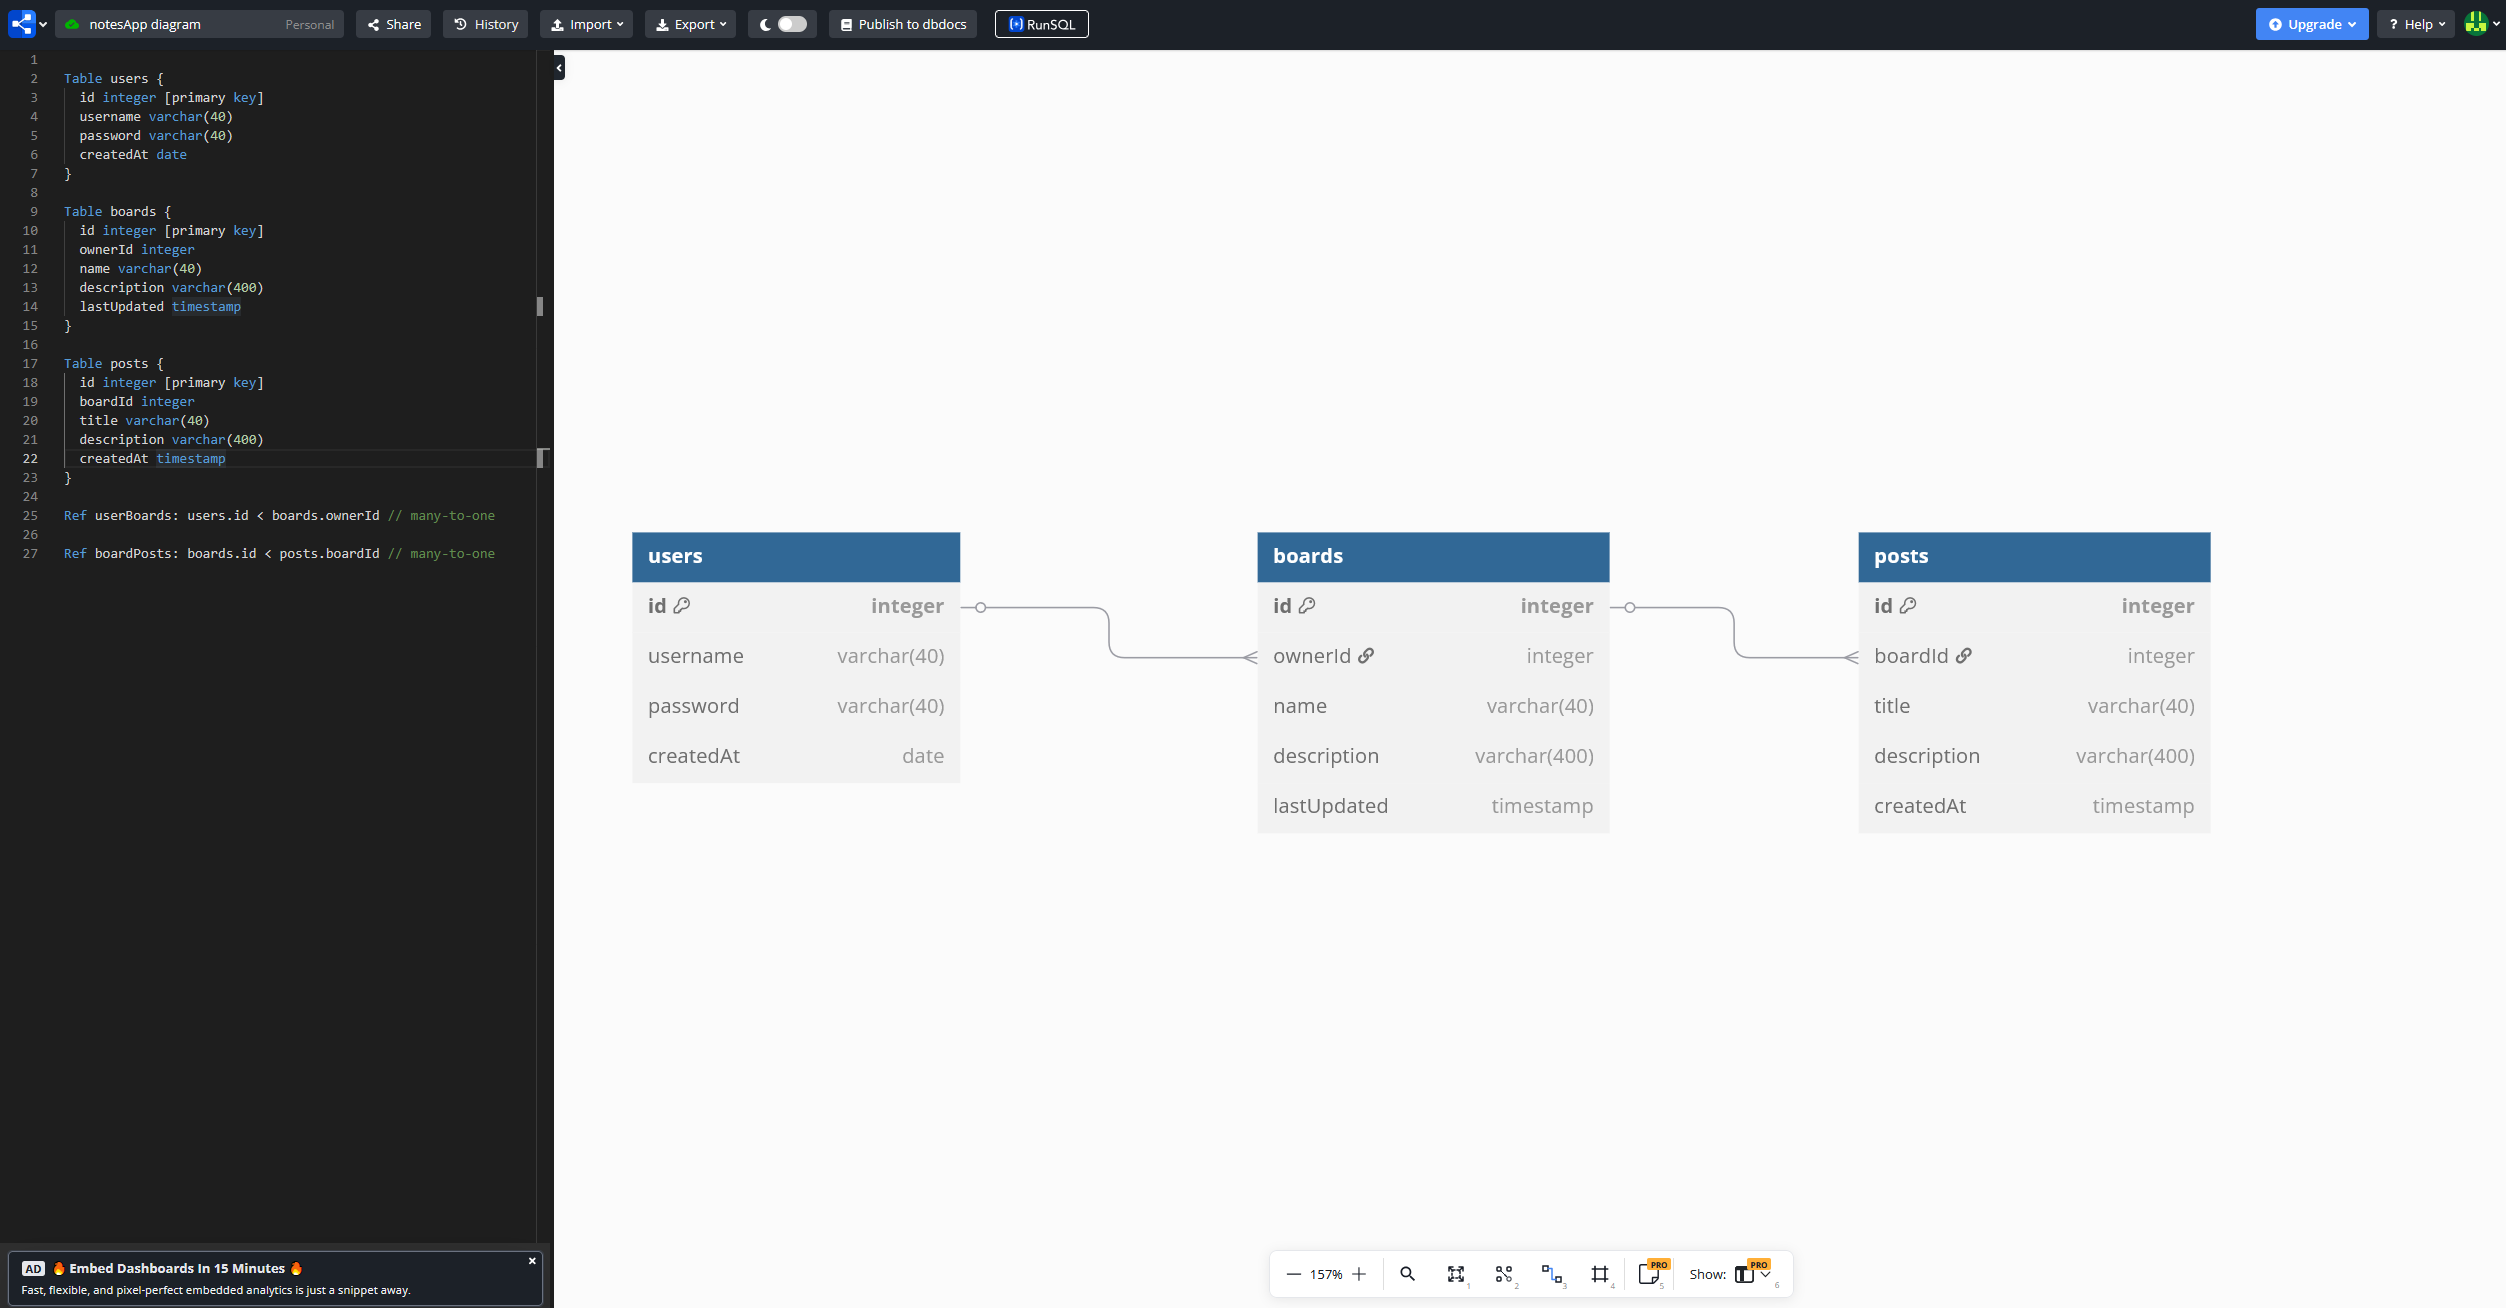 notesApp diagram Personal Share History Import Export Publish to dbdocs RunSQL Upgrade ? Help
1
2 Table users {
3 id integer [primary key]
4 username varchar(40)
5 password varchar(40)
6 createdAt date
7 }
8
9 Table boards {
10 id integer [primary key]
11 ownerId integer
12 name varchar(40)
13 description varchar(400)
14 lastUpdated timestamp
15 }
16
17 Table posts {
18 id integer [primary key]
19 boardId integer
20 title varchar(40)
21 description varchar(400)
22 createdAt timestamp
23 }
24
25 Ref userBoards: users.id < boards.ownerId // many-to-one
26
27 Ref boardPosts: boards.id < posts.boardId // many-to-one
users
id integer
username varchar(40)
password varchar(40)
createdAt date
boards
id integer
ownerId integer
name varchar(40)
description varchar(400)
lastUpdated timestamp
posts
id integer
boardId integer
title varchar(40)
description varchar(400)
createdAt timestamp
AD 🔥 Embed Dashboards In 15 Minutes 🔥
Fast, flexible, and pixel-perfect embedded analytics is just a snippet away.
157% 1 2 3 4 PRO 5 Show: PRO 6